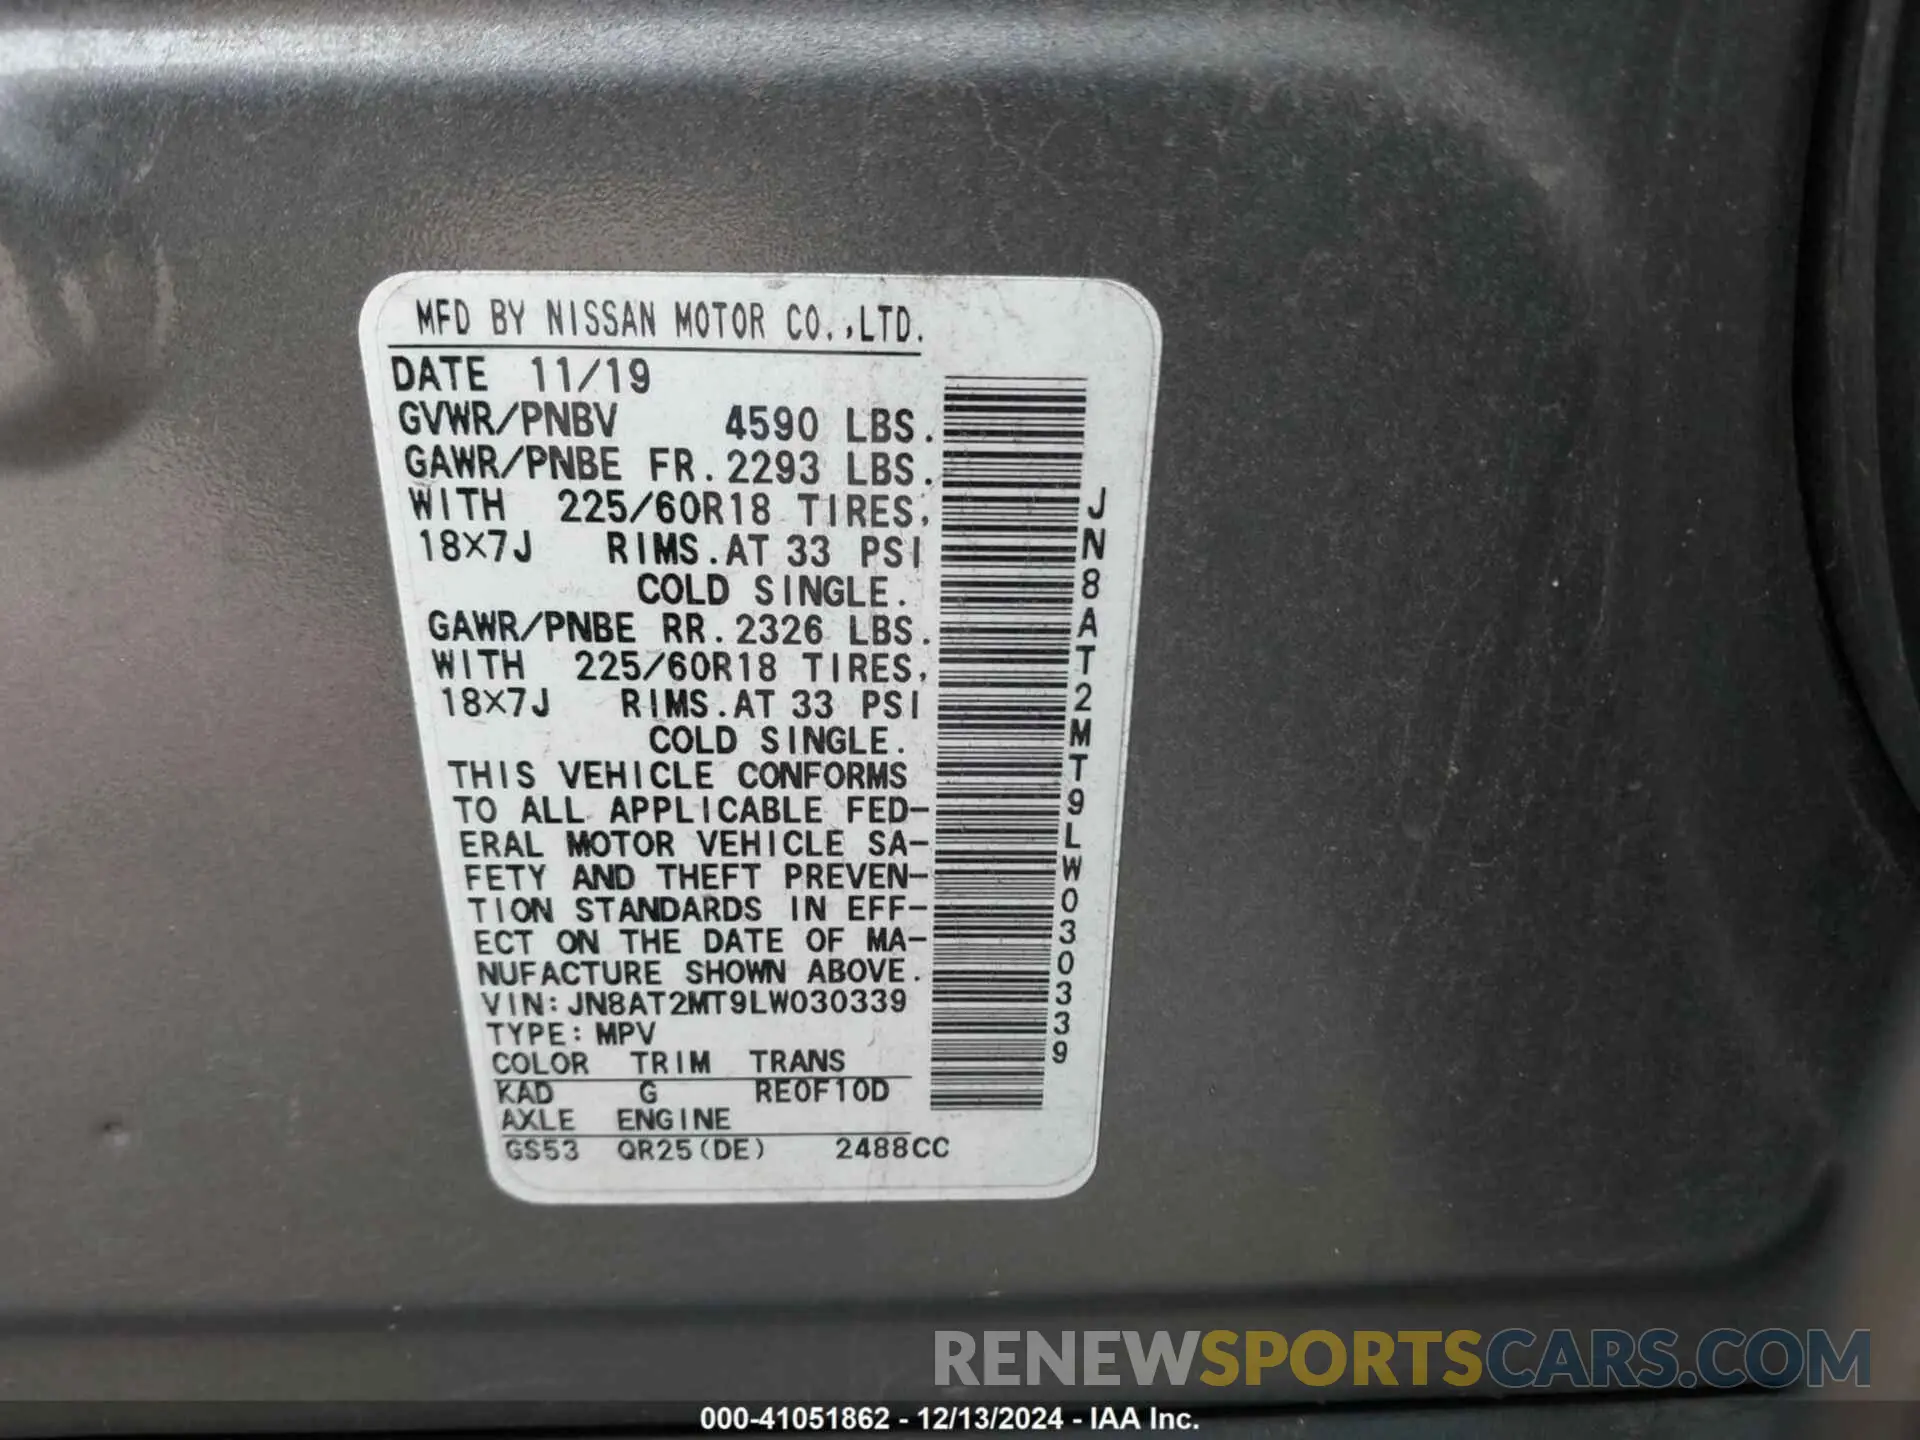 MFD BY NISSAN MOTOR CO.,LTD.
DATE 11/19
GVWR/PNBV 4590 LBS.
GAWR/PNBE FR. 2293 LBS.
WITH 225/60R18 TIRES,
18X7J RIMS. AT 33 PSI
COLD SINGLE.
GAWR/PNBE RR. 2326 LBS.
WITH 225/60R18 TIRES,
18X7J RIMS. AT 33 PSI
COLD SINGLE.
THIS VEHICLE CONFORMS
TO ALL APPLICABLE FED-
ERAL MOTOR VEHICLE SA-
FETY AND THEFT PREVEN-
TION STANDARDS IN EFF-
ECT ON THE DATE OF MA-
NUFACTURE SHOWN ABOVE.
VIN: JN8AT2MT9LW030339
TYPE: MPV
COLOR TRIM TRANS
KAD G RE0F10D
AXLE ENGINE
GS53 QR25(DE) 2488CC
JN8AT2MT9LW030339
RENEWSPORTSCARS.COM
000-41051862 - 12/13/2024 - IAA Inc.